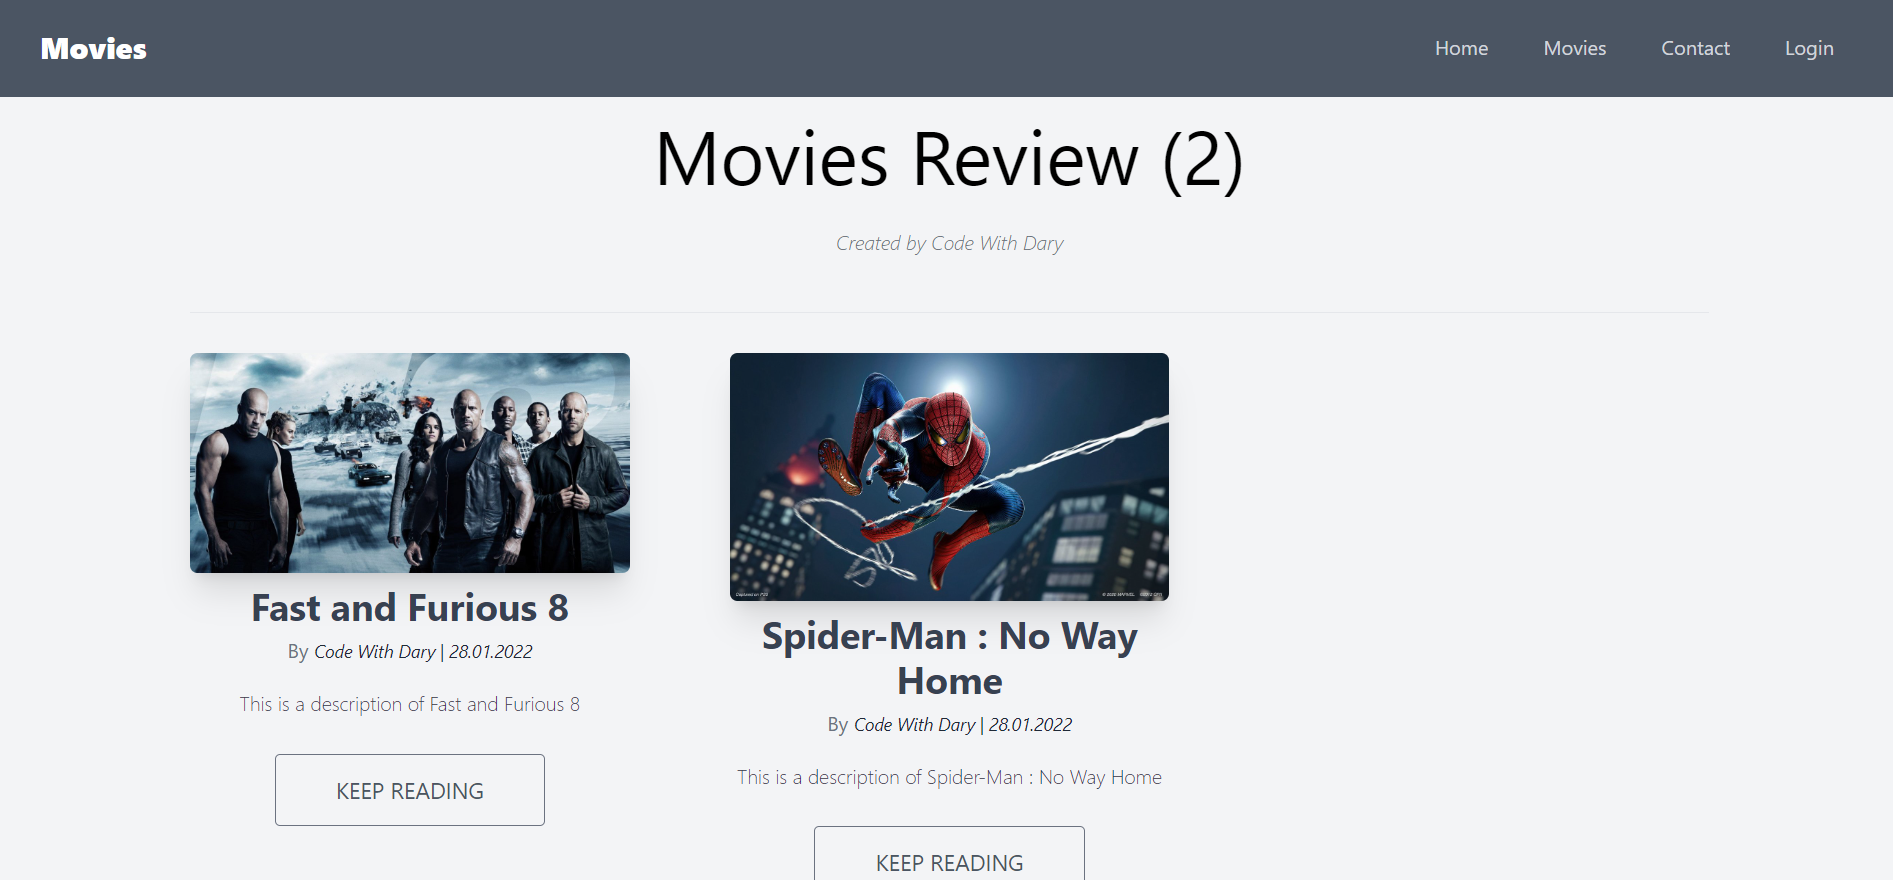 Movies
Home Movies Contact Login
Movies Review (2)
Created by Code With Dary
Fast and Furious 8
By Code With Dary | 28.01.2022
This is a description of Fast and Furious 8
KEEP READING
Spider-Man : No Way
Home
By Code With Dary | 28.01.2022
This is a description of Spider-Man : No Way Home
KEEP READING